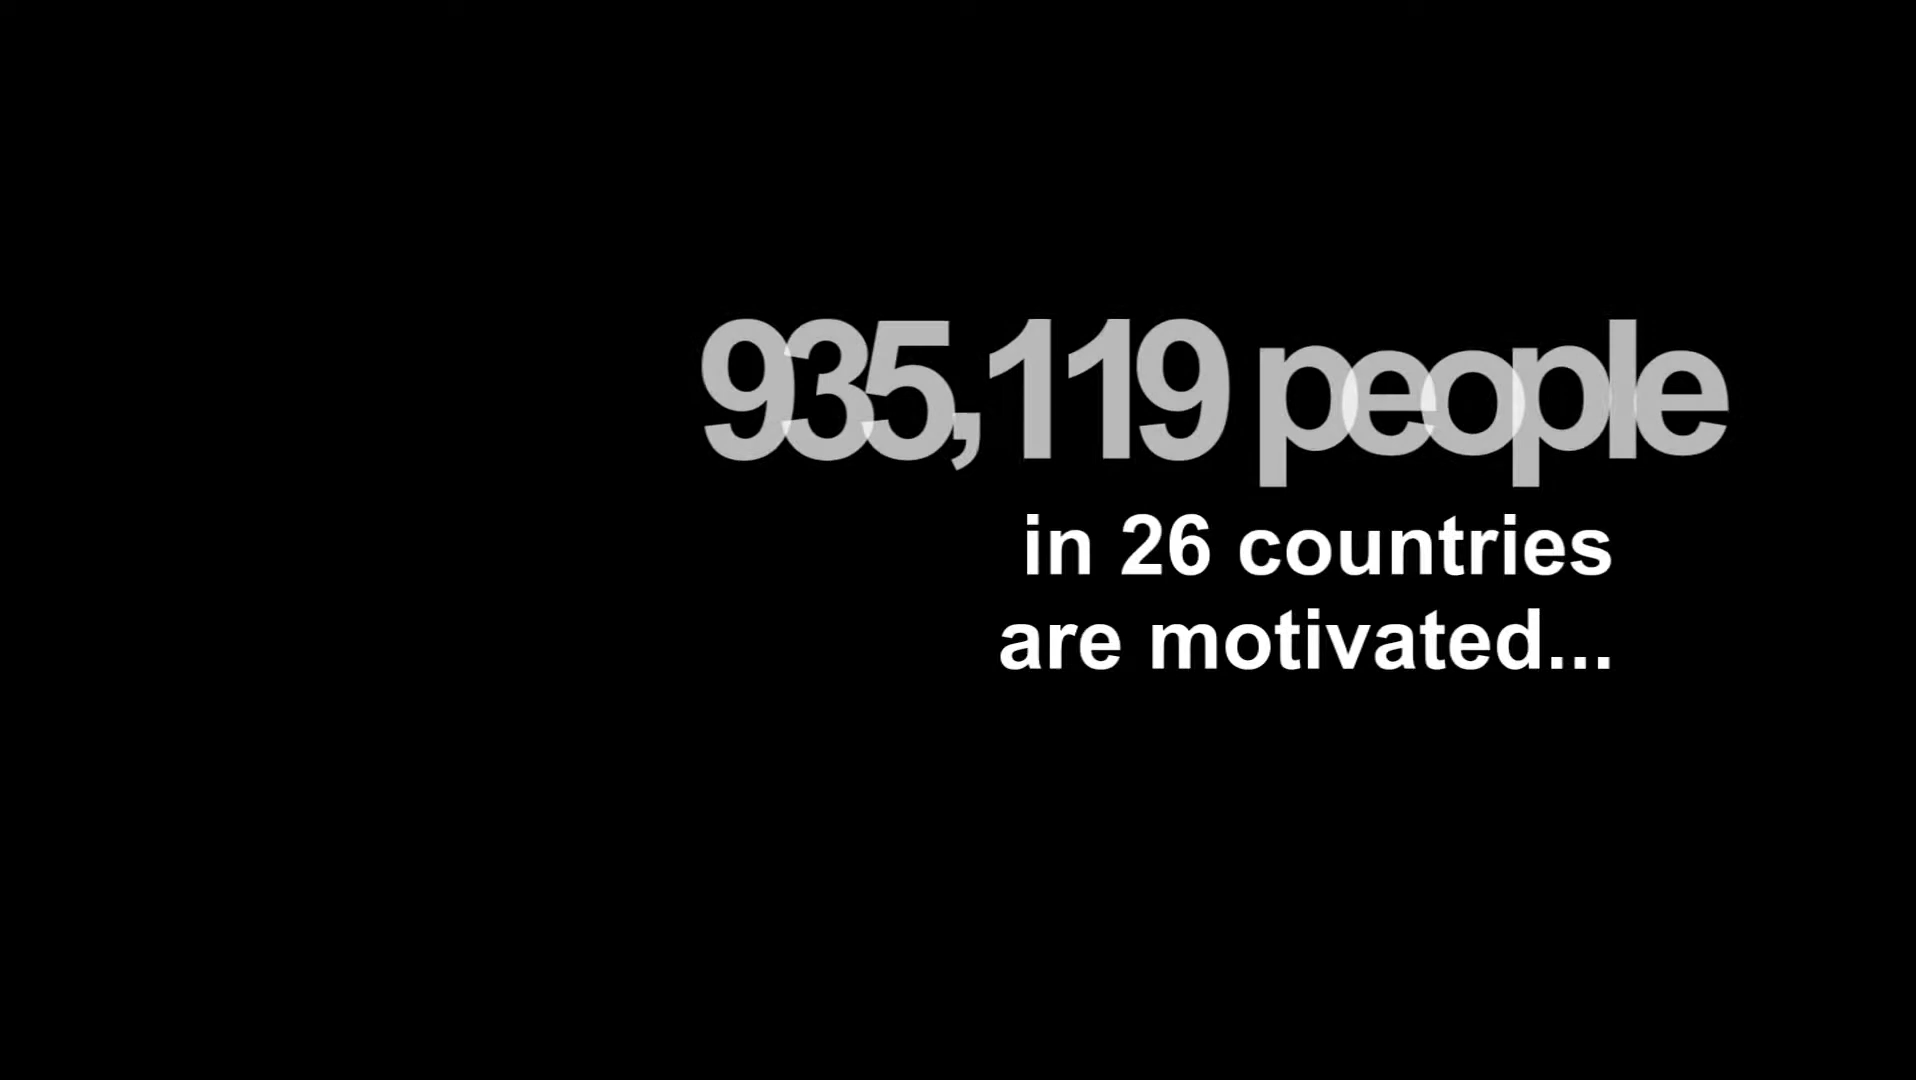 935,119 people
in 26 countries
are motivated...